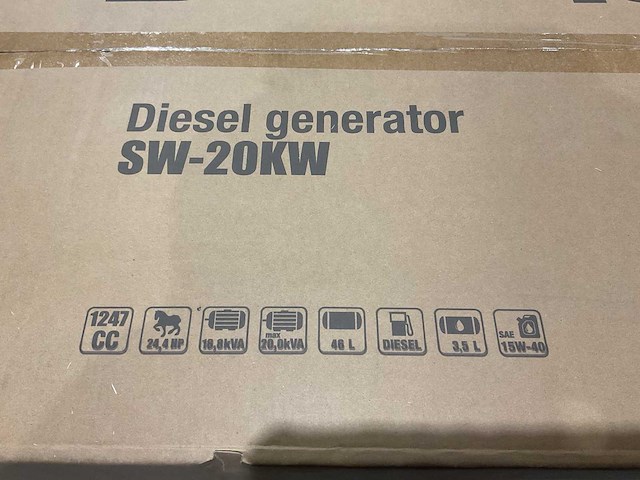 Diesel generator
SW-20KW
1247 CC
24,4 HP
18,8kVA
max 20,0kVA
46 L
DIESEL
3,5 L
SAE 15W-40